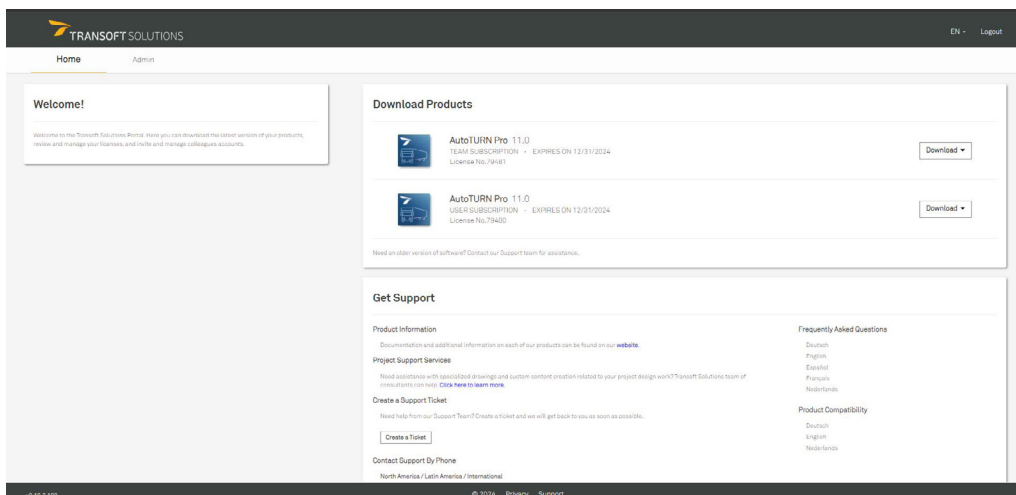 TRANSOFT SOLUTIONS
EN
Logout
Home
Admin
Welcome!
Welcome to the Transoft Solutions Portal. Here you can download the latest version of your products,
review and manage your licenses, and invite and manage colleagues accounts.
Download Products
AutoTURN Pro 11.0
TEAM SUBSCRIPTION - EXPIRES ON 12/31/2024
License No.79481
Download
AutoTURN Pro 11.0
USER SUBSCRIPTION - EXPIRES ON 12/31/2024
License No.79480
Download
Need an older version of software? Contact our Support team for assistance.
Get Support
Product Information
Documentation and additional information on each of our products can be found on our website.
Project Support Services
Need assistance with specialized drawings and custom content creation related to your project design work? Transoft Solutions team of
consultants can help. Click here to learn more.
Create a Support Ticket
Need help from our Support Team? Create a ticket and we will get back to you as soon as possible.
Create a Ticket
Contact Support By Phone
North America / Latin America / International
Frequently Asked Questions
Deutsch
English
Español
Français
Nederlands
Product Compatibility
Deutsch
English
Nederlands
© 2024 Privacy Support